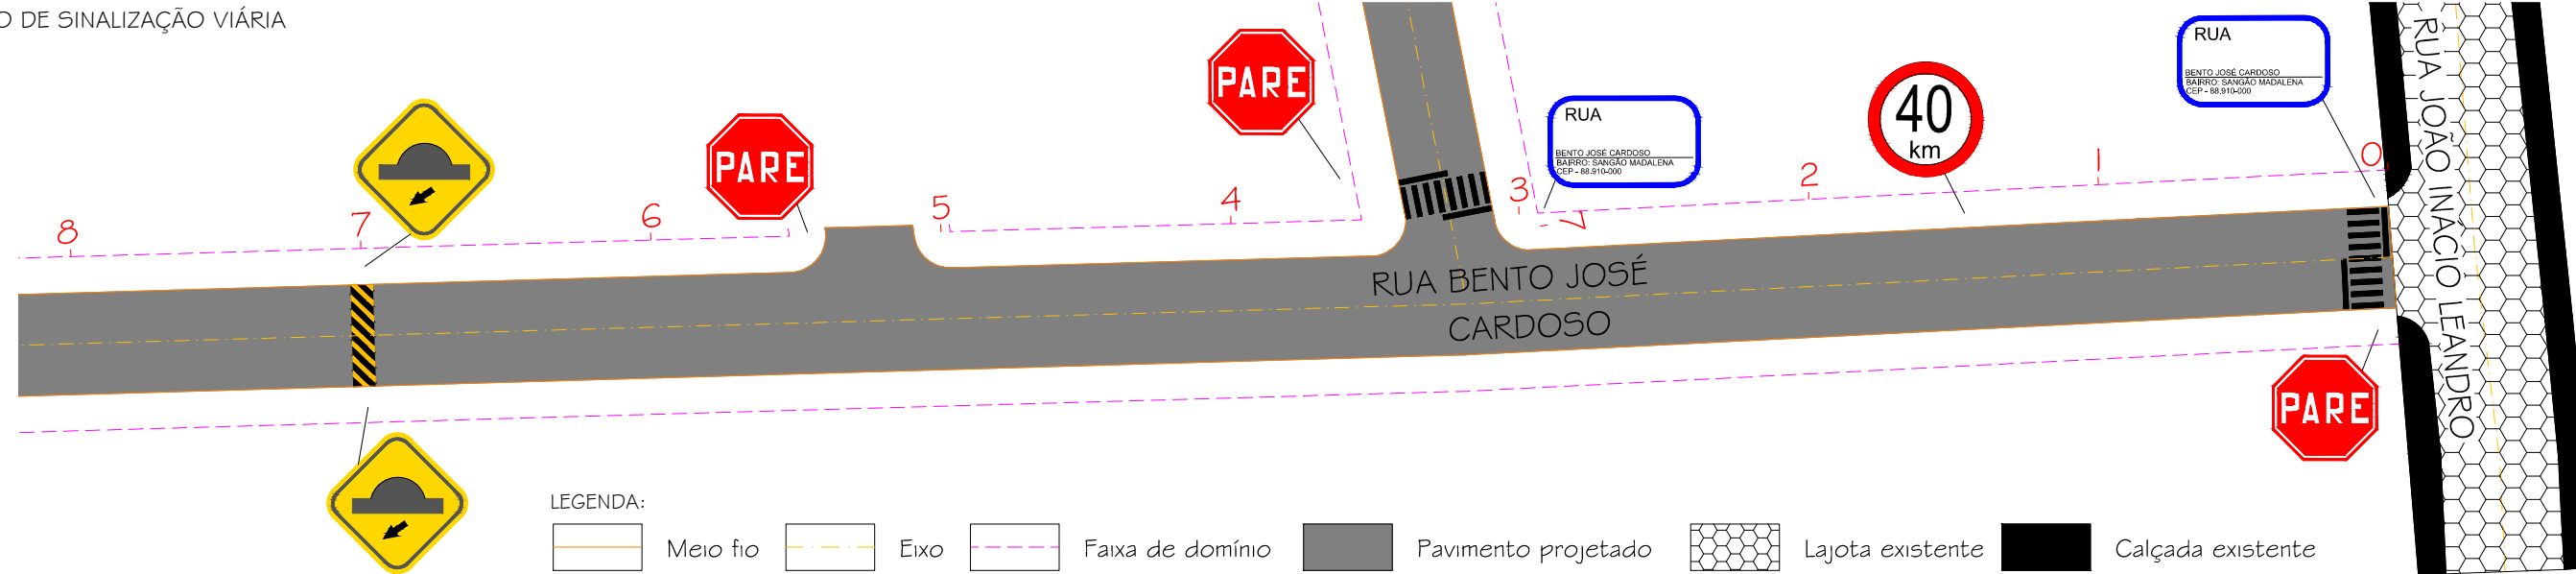 O DE SINALIZAÇÃO VIÁRIA
PARE
PARE
RUA
BENTO JOSÉ CARDOSO
BAIRRO: SANGÃO MADALENA
CEP - 88.910-000
40
km
RUA
BENTO JOSÉ CARDOSO
BAIRRO: SANGÃO MADALENA
CEP - 88.910-000
8
7
6
5
4
3
2
1
0
RUA BENTO JOSÉ
CARDOSO
RUA JOÃO INÁCIO LEANDRO
PARE
LEGENDA:
Meio fio
Eixo
Faixa de domínio
Pavimento projetado
Lajota existente
Calçada existente